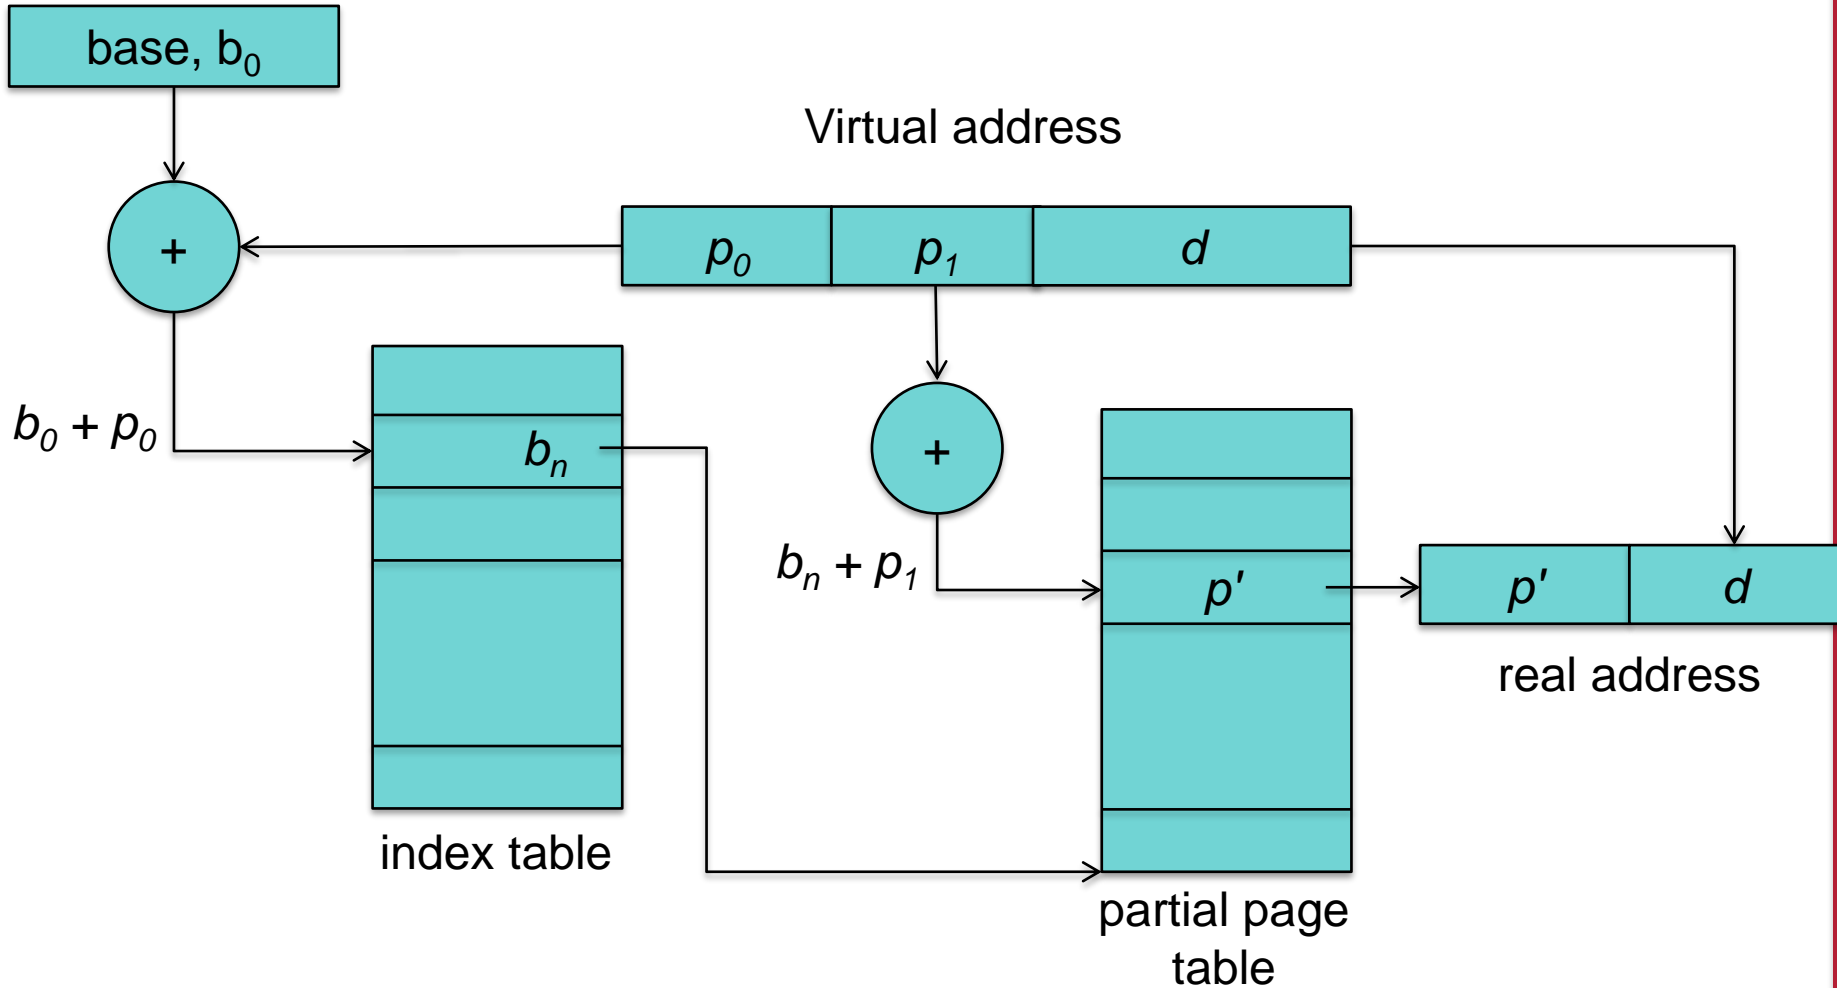 base, b₀
Virtual address
+
p₀ p₁ d
b₀ + p₀
bₙ
+
bₙ + p₁
p'
p' d
real address
index table
partial page
table